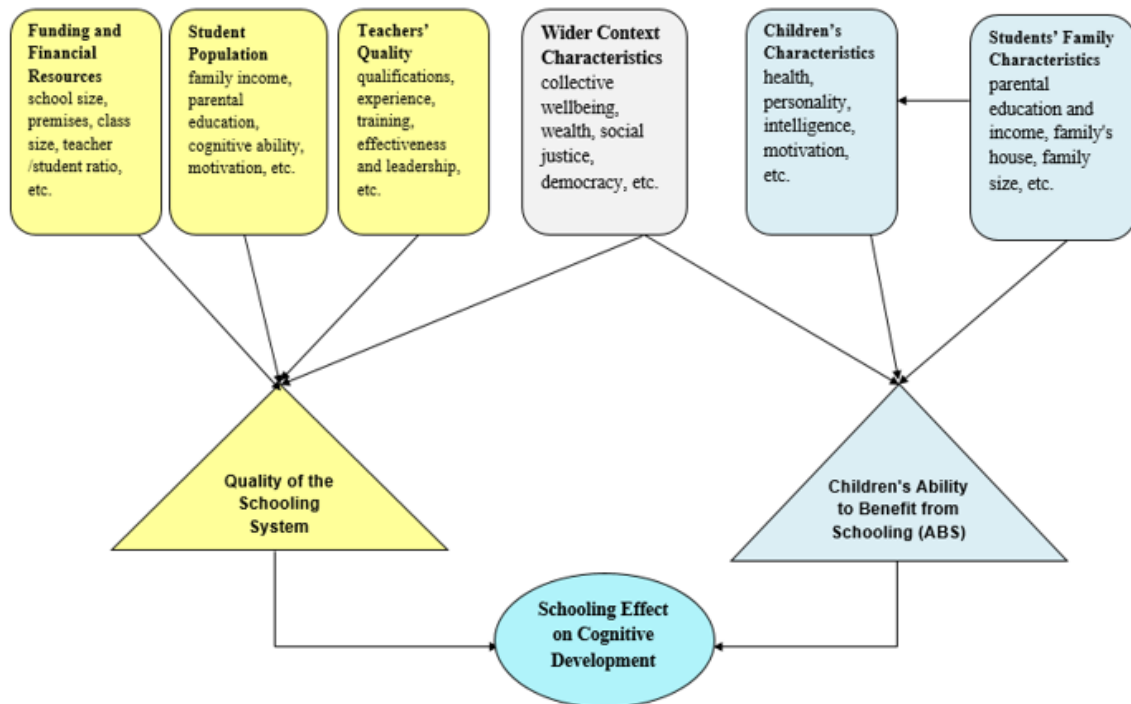 Funding and
Financial
Resources
school size,
premises, class
size, teacher
/student ratio,
etc.
Student
Population
family income,
parental
education,
cognitive ability,
motivation, etc.
Teachers'
Quality
qualifications,
experience,
training,
effectiveness
and leadership,
etc.
Wider Context
Characteristics
collective
wellbeing,
wealth, social
justice,
democracy, etc.
Children's
Characteristics
health,
personality,
intelligence,
motivation,
etc.
Students' Family
Characteristics
parental
education and
income, family's
house, family
size, etc.
Quality of the
Schooling
System
Children's Ability
to Benefit from
Schooling (ABS)
Schooling Effect
on Cognitive
Development